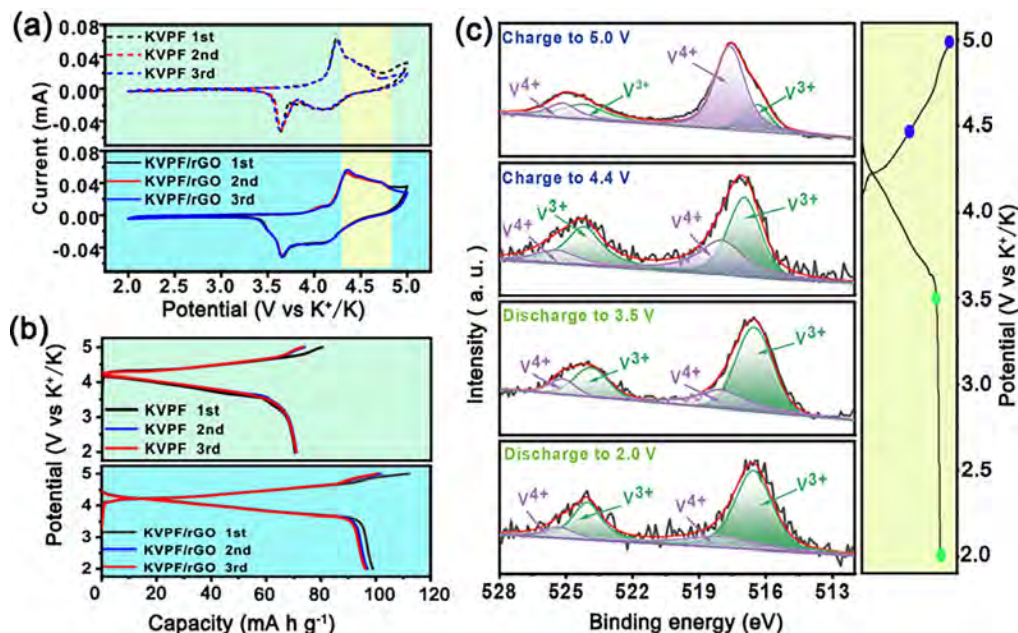 (a)
0.08
0.04
0.00
-0.04
0.08
0.04
0.00
-0.04
Current (mA)
KVPF 1st
KVPF 2nd
KVPF 3rd
KVPF/rGO 1st
KVPF/rGO 2nd
KVPF/rGO 3rd
2.0 2.5 3.0 3.5 4.0 4.5 5.0
Potential (V vs K⁺/K)
(b)
5
4
3
2
5
4
3
2
Potential (V vs K⁺/K)
KVPF 1st
KVPF 2nd
KVPF 3rd
KVPF/rGO 1st
KVPF/rGO 2nd
KVPF/rGO 3rd
0 20 40 60 80 100 120
Capacity (mA h g⁻¹)
(c)
Intensity ( a. u. )
Charge to 5.0 V
V⁴⁺ V³⁺ V⁴⁺ V³⁺
Charge to 4.4 V
V⁴⁺ V³⁺ V⁴⁺ V³⁺
Discharge to 3.5 V
V⁴⁺ V³⁺ V⁴⁺ V³⁺
Discharge to 2.0 V
V⁴⁺ V³⁺ V⁴⁺ V³⁺
528 524 520 516 512
Binding energy (eV)
5.0
4.5
4.0
3.5
3.0
2.5
2.0
Potential (V vs K⁺/K)